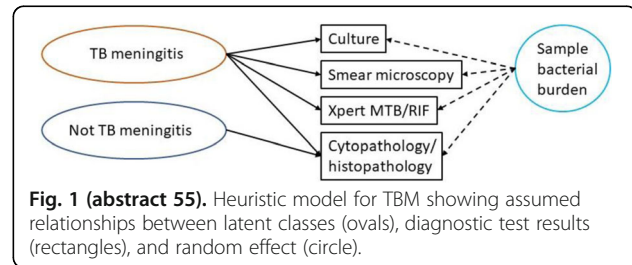 TB meningitis
Not TB meningitis
Culture
Smear microscopy
Xpert MTB/RIF
Cytopathology/
histopathology
Sample
bacterial
burden
Fig. 1 (abstract 55). Heuristic model for TBM showing assumed
relationships between latent classes (ovals), diagnostic test results
(rectangles), and random effect (circle).